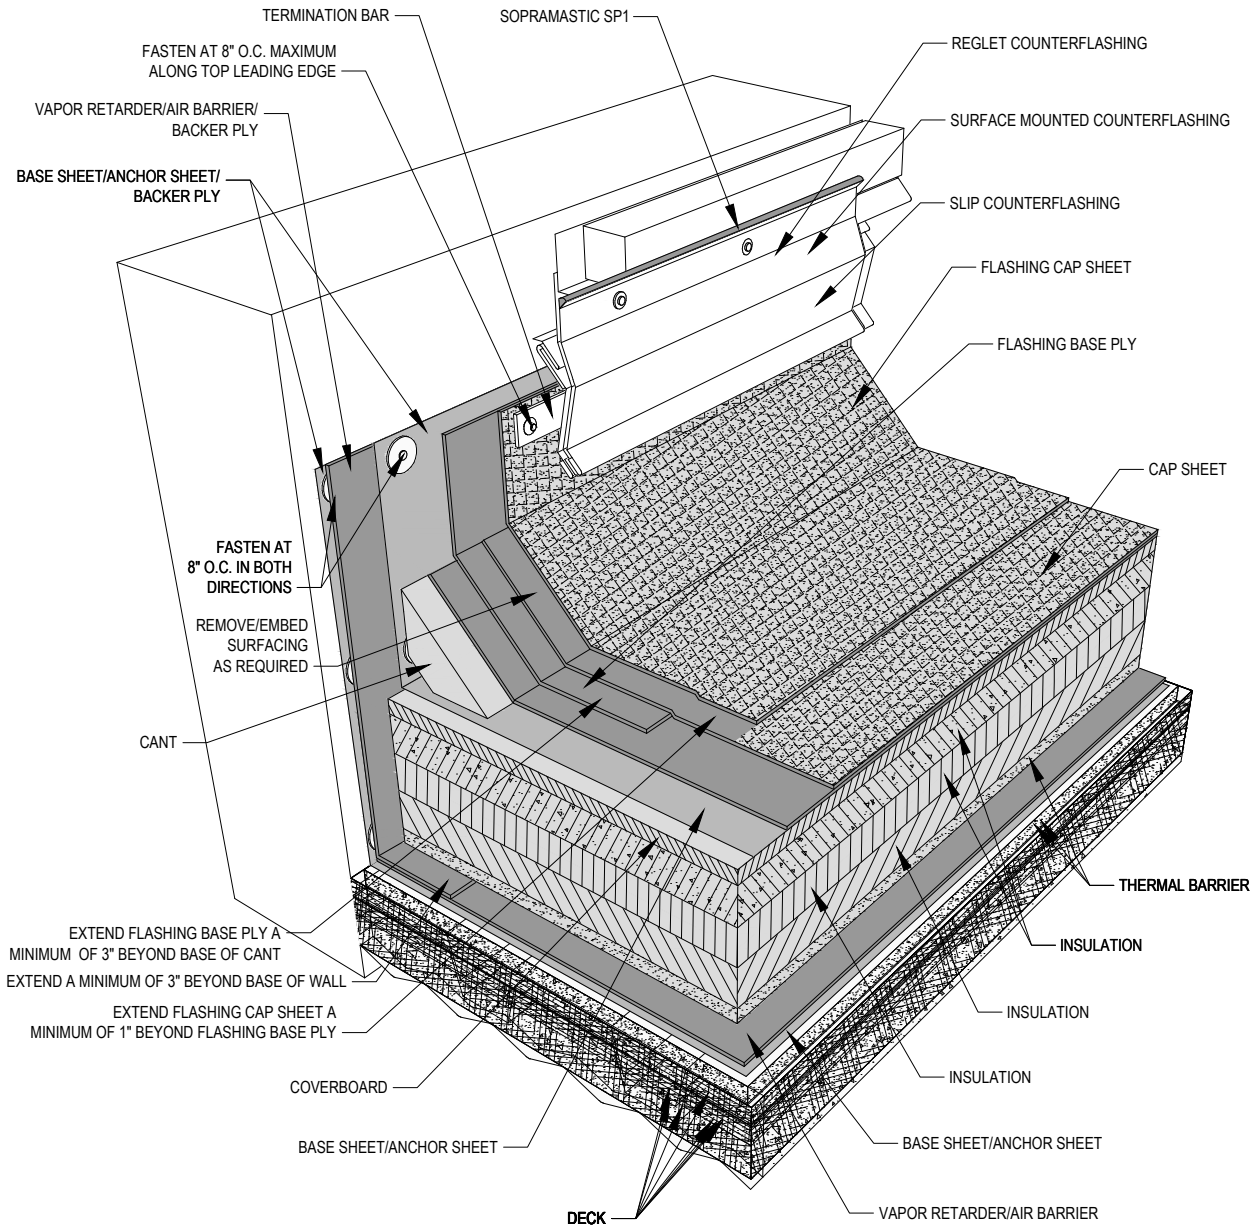 TERMINATION BAR
SOPRAMASTIC SP1
FASTEN AT 8" O.C. MAXIMUM
ALONG TOP LEADING EDGE
REGLET COUNTERFLASHING
VAPOR RETARDER/AIR BARRIER/
BACKER PLY
SURFACE MOUNTED COUNTERFLASHING
BASE SHEET/ANCHOR SHEET/
BACKER PLY
SLIP COUNTERFLASHING
FLASHING CAP SHEET
FLASHING BASE PLY
CAP SHEET
FASTEN AT
8" O.C. IN BOTH
DIRECTIONS
REMOVE/EMBED
SURFACING
AS REQUIRED
CANT
THERMAL BARRIER
EXTEND FLASHING BASE PLY A
MINIMUM OF 3" BEYOND BASE OF CANT
INSULATION
EXTEND A MINIMUM OF 3" BEYOND BASE OF WALL
EXTEND FLASHING CAP SHEET A
MINIMUM OF 1" BEYOND FLASHING BASE PLY
INSULATION
COVERBOARD
INSULATION
BASE SHEET/ANCHOR SHEET
BASE SHEET/ANCHOR SHEET
DECK
VAPOR RETARDER/AIR BARRIER